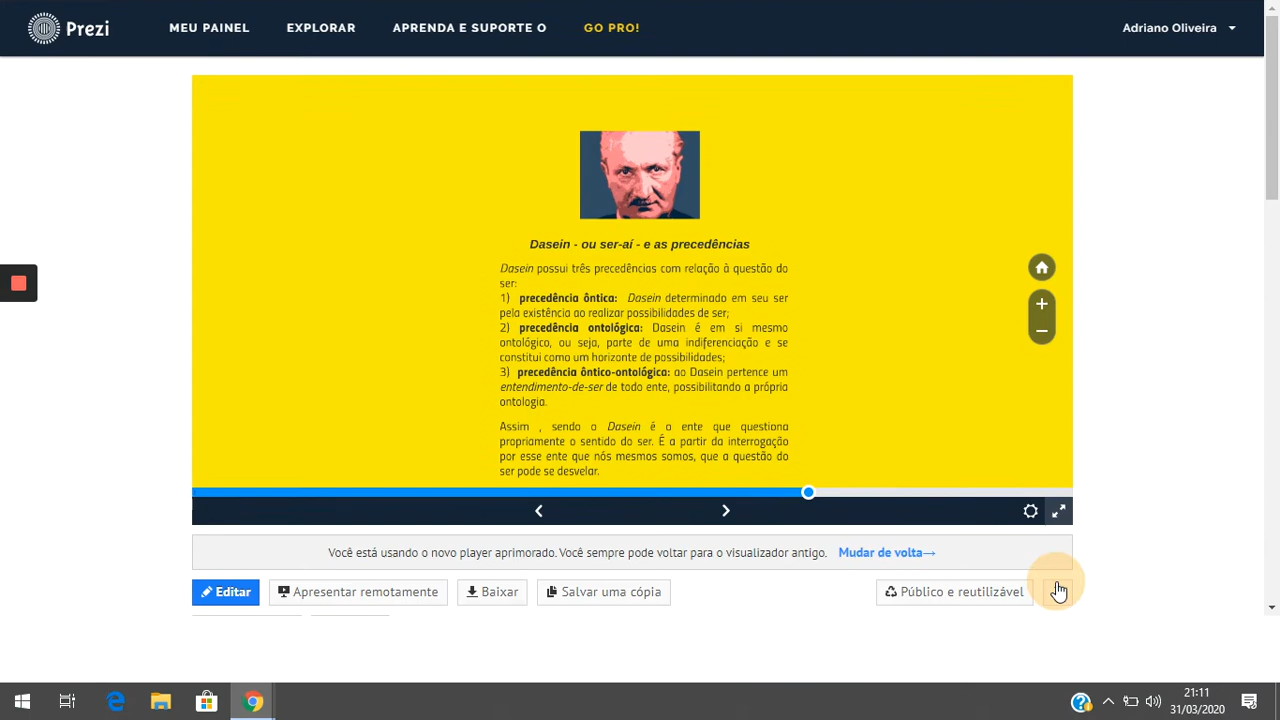 Prezi MEU PAINEL EXPLORAR APRENDA E SUPORTE O GO PRO! Adriano Oliveira
Dasein - ou ser-aí - e as precedências
Dasein possui três precedências com relação à questão do
ser:
1) precedência ôntica: Dasein determinado em seu ser
pela existência ao realizar possibilidades de ser;
2) precedência ontológica: Dasein é em si mesmo
ontológico, ou seja, parte de uma indiferenciação e se
constitui como um horizonte de possibilidades;
3) precedência ôntico-ontológica: ao Dasein pertence um
entendimento-de-ser de todo ente, possibilitando a própria
ontologia.
Assim , sendo o Dasein é o ente que questiona
propriamente o sentido do ser. É a partir da interrogação
por esse ente que nós mesmos somos, que a questão do
ser pode se desvelar.
Você está usando o novo player aprimorado. Você sempre pode voltar para o visualizador antigo. Mudar de volta→
Editar Apresentar remotamente Baixar Salvar uma cópia Público e reutilizável
21:11
31/03/2020